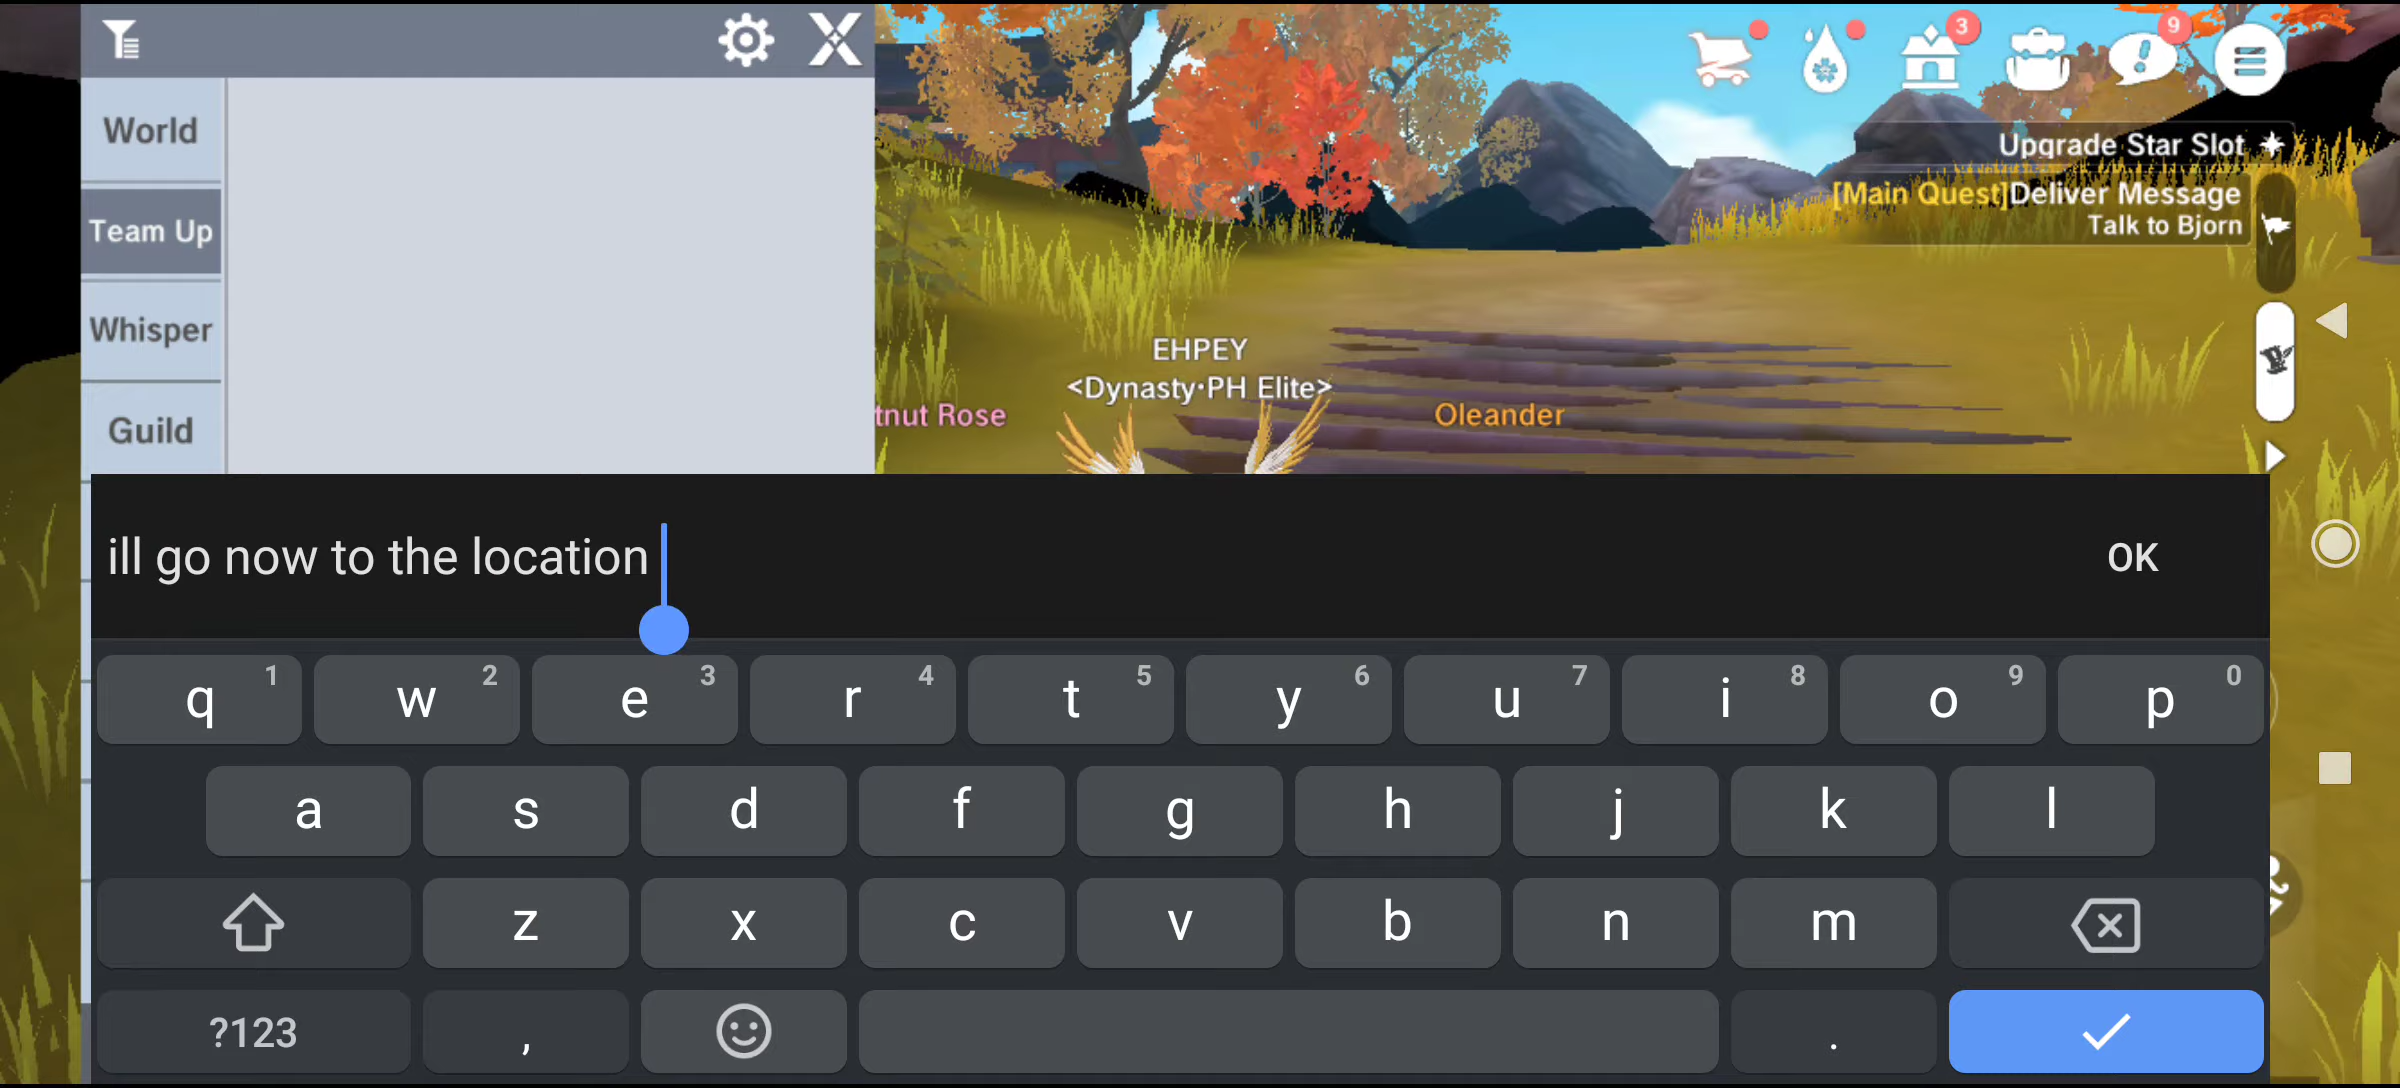 World
Team Up
Whisper
Guild
3
9
Upgrade Star Slot
[Main Quest]Deliver Message
Talk to Bjorn
EHPEY
<Dynasty·PH Elite>
tnut Rose
Oleander
ill go now to the location
OK
q 1 w 2 e 3 r 4 t 5 y 6 u 7 i 8 o 9 p 0
a s d f g h j k l
z x c v b n m
?123 , .